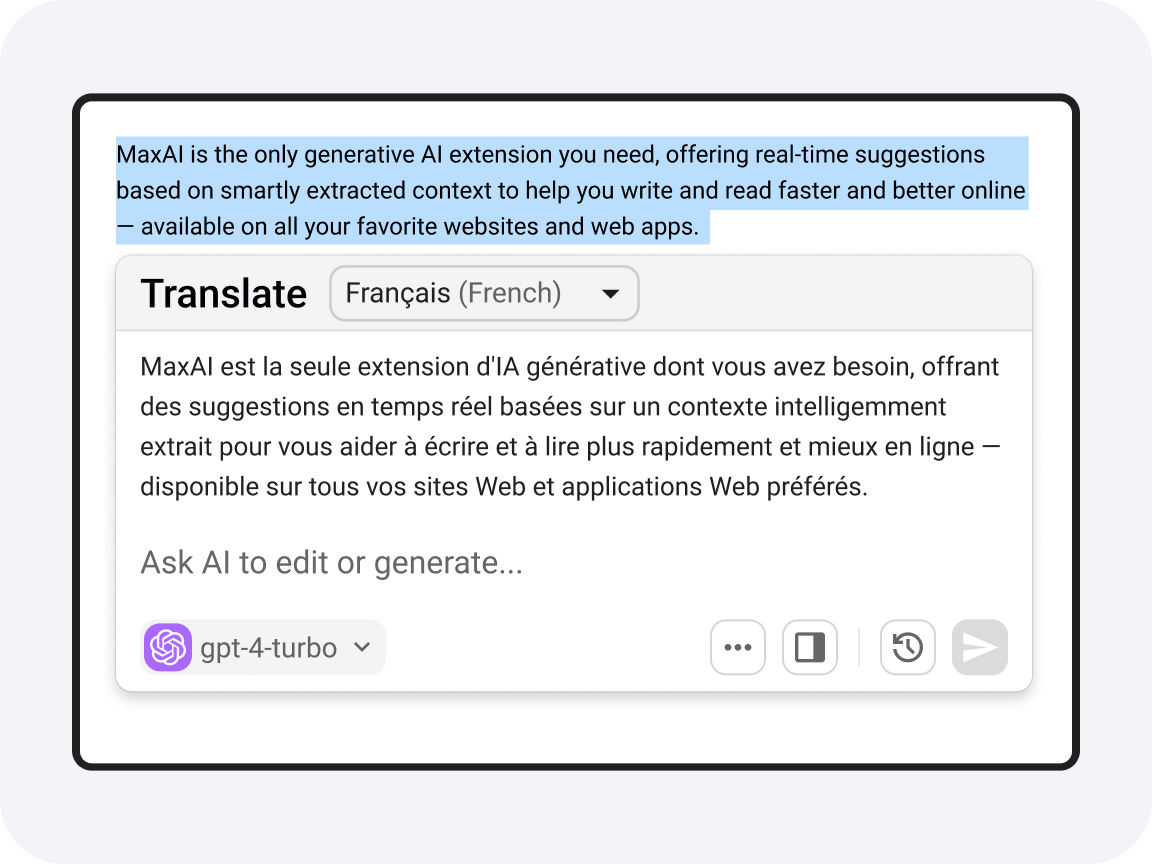 MaxAI is the only generative AI extension you need, offering real-time suggestions
based on smartly extracted context to help you write and read faster and better online
— available on all your favorite websites and web apps.
Translate Français (French)
MaxAI est la seule extension d'IA générative dont vous avez besoin, offrant
des suggestions en temps réel basées sur un contexte intelligemment
extrait pour vous aider à écrire et à lire plus rapidement et mieux en ligne —
disponible sur tous vos sites Web et applications Web préférés.
Ask AI to edit or generate...
gpt-4-turbo